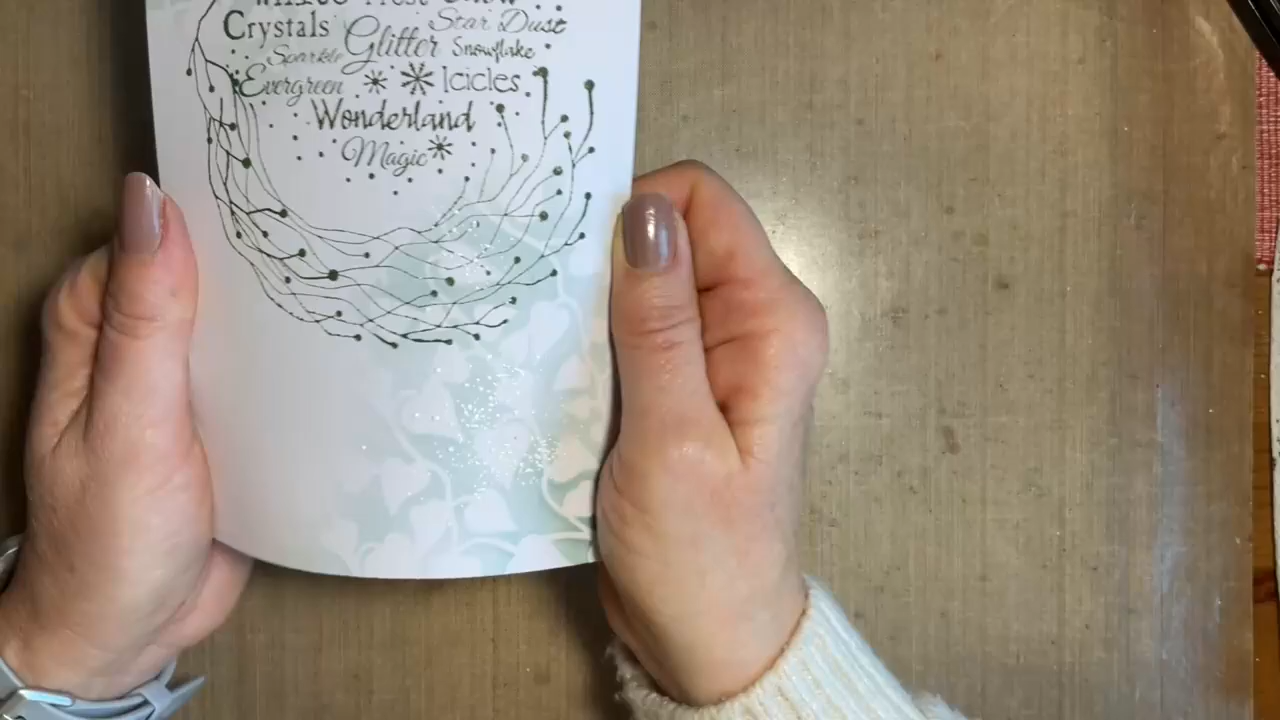 Crystals Star Dust
Sparkle Glitter Snowflake
Evergreen Icicles
Wonderland
Magic